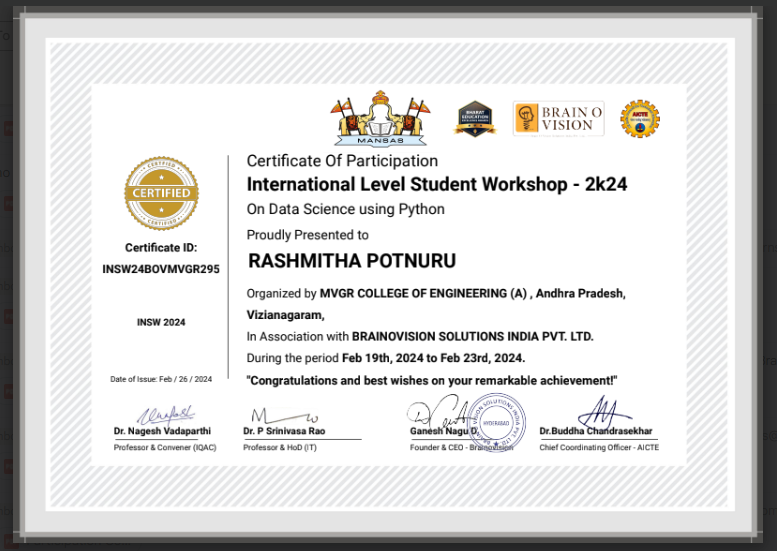 MANSAS
BHARAT
EDUCATION
BRAIN O
VISION
AICTE
Certificate Of Participation
International Level Student Workshop - 2k24
On Data Science using Python
Proudly Presented to
RASHMITHA POTNURU
Organized by MVGR COLLEGE OF ENGINEERING (A) , Andhra Pradesh,
Vizianagaram,
In Association with BRAINOVISION SOLUTIONS INDIA PVT. LTD.
During the period Feb 19th, 2024 to Feb 23rd, 2024.
"Congratulations and best wishes on your remarkable achievement!"
CERTIFIED
CERTIFIED
CERTIFIED
Certificate ID:
INSW24BOVMVGR295
INSW 2024
Date of Issue: Feb / 26 / 2024
Dr. Nagesh Vadaparthi
Professor & Convener (IQAC)
Dr. P Srinivasa Rao
Professor & HoD (IT)
Ganesh Nagu D
Founder & CEO - Brainovision
HYDERABAD
Dr.Buddha Chandrasekhar
Chief Coordinating Officer - AICTE